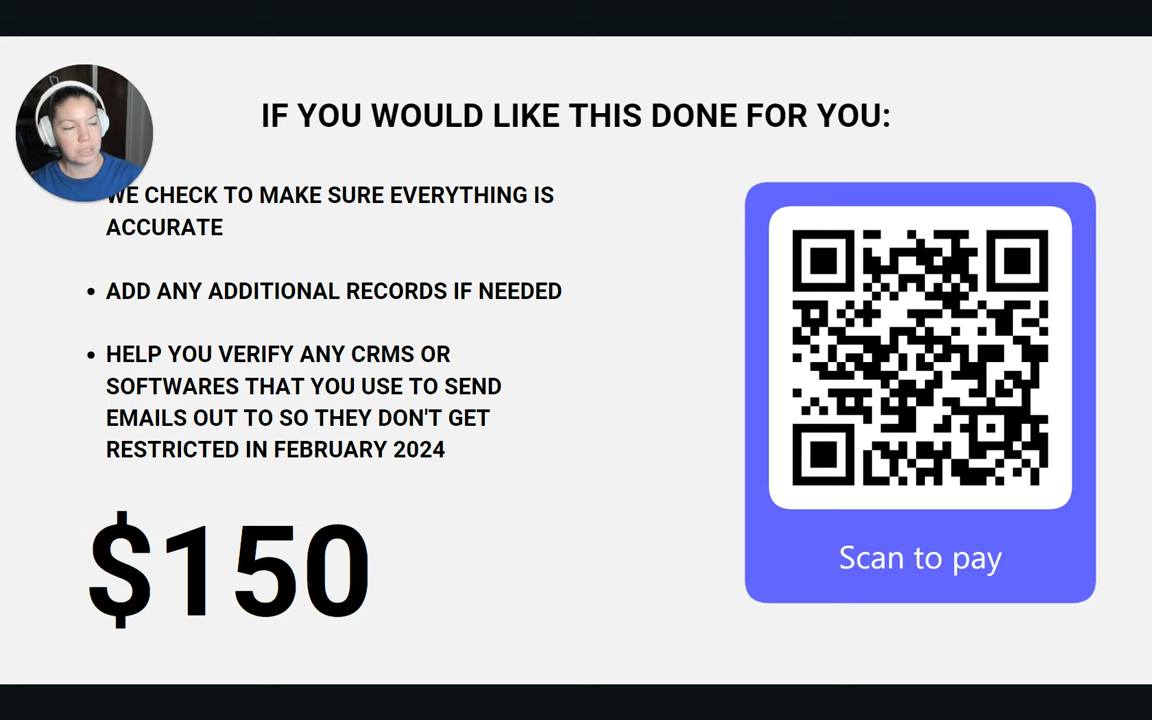 IF YOU WOULD LIKE THIS DONE FOR YOU:
WE CHECK TO MAKE SURE EVERYTHING IS
ACCURATE
• ADD ANY ADDITIONAL RECORDS IF NEEDED
• HELP YOU VERIFY ANY CRMS OR
SOFTWARES THAT YOU USE TO SEND
EMAILS OUT TO SO THEY DON'T GET
RESTRICTED IN FEBRUARY 2024
$150
Scan to pay